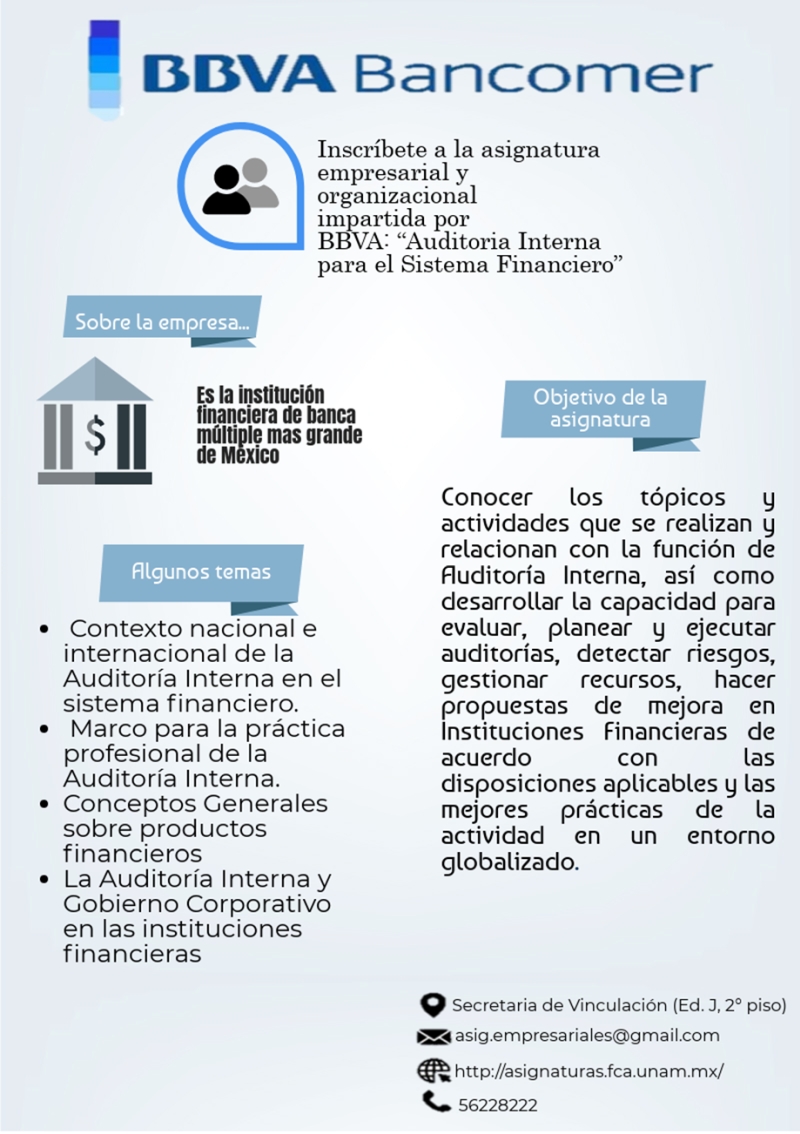 BBVA Bancomer
Inscríbete a la asignatura
empresarial y
organizacional
impartida por
BBVA: “Auditoria Interna
para el Sistema Financiero”
Sobre la empresa...
$
Es la institución
financiera de banca
múltiple mas grande
de México
Algunos temas
• Contexto nacional e
internacional de la
Auditoría Interna en el
sistema financiero.
• Marco para la práctica
profesional de la
Auditoría Interna.
• Conceptos Generales
sobre productos
financieros
• La Auditoría Interna y
Gobierno Corporativo
en las instituciones
financieras
Objetivo de la
asignatura
Conocer los tópicos y
actividades que se realizan y
relacionan con la función de
Auditoría Interna, así como
desarrollar la capacidad para
evaluar, planear y ejecutar
auditorías, detectar riesgos,
gestionar recursos, hacer
propuestas de mejora en
Instituciones Financieras de
acuerdo con las
disposiciones aplicables y las
mejores prácticas de la
actividad en un entorno
globalizado.
Secretaria de Vinculación (Ed. J, 2º piso)
asig.empresariales@gmail.com
http://asignaturas.fca.unam.mx/
56228222